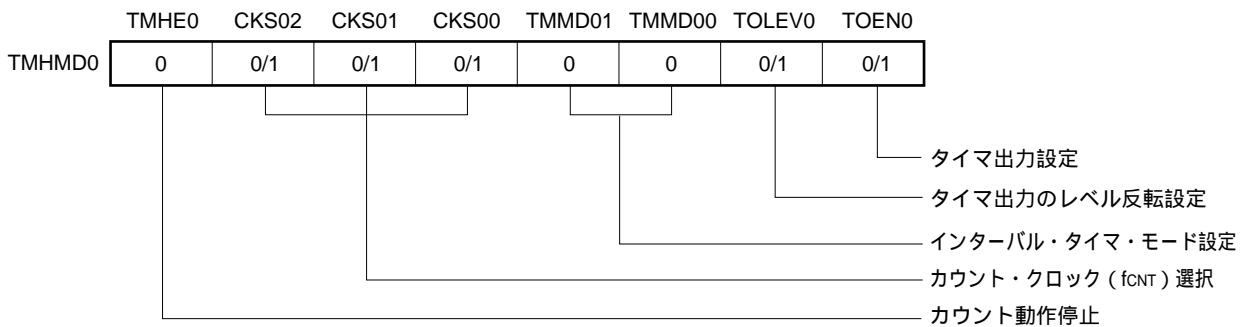 TMHE0 CKS02 CKS01 CKS00 TMMD01 TMMD00 TOLEV0 TOEN0
TMHMD0 0 0/1 0/1 0/1 0 0 0/1 0/1
タイマ出力設定
タイマ出力のレベル反転設定
インターバル・タイマ・モード設定
カウント・クロック(fCNT)選択
カウント動作停止